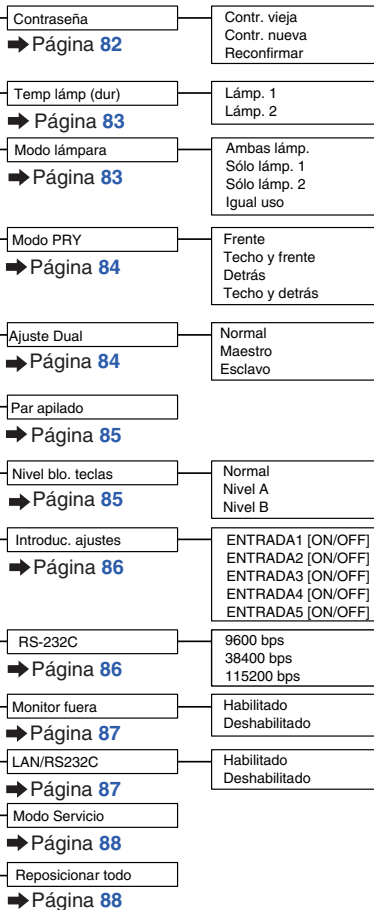 Contraseña
➡Página 82
Contr. vieja
Contr. nueva
Reconfirmar
Temp lámp (dur)
➡ Página 83
Lámp. 1
Lámp. 2
Modo lámpara
➡Página 83
Ambas lámp.
Sólo lámp. 1
Sólo lámp. 2
Igual uso
Modo PRY
➡Página 84
Frente
Techo y frente
Detrás
Techo y detrás
Ajuste Dual
➡Página 84
Normal
Maestro
Esclavo
Par apilado
➡Página 85
Nivel blo. teclas
➡Página 85
Normal
Nivel A
Nivel B
Introduc. ajustes
➡Página 86
ENTRADA1 [ON/OFF]
ENTRADA2 [ON/OFF]
ENTRADA3 [ON/OFF]
ENTRADA4 [ON/OFF]
ENTRADA5 [ON/OFF]
RS-232C
➡Página 86
9600 bps
38400 bps
115200 bps
Monitor fuera
➡Página 87
Habilitado
Deshabilitado
LAN/RS232C
➡Página 87
Habilitado
Deshabilitado
Modo Servicio
➡Página 88
Reposicionar todo
➡Página 88